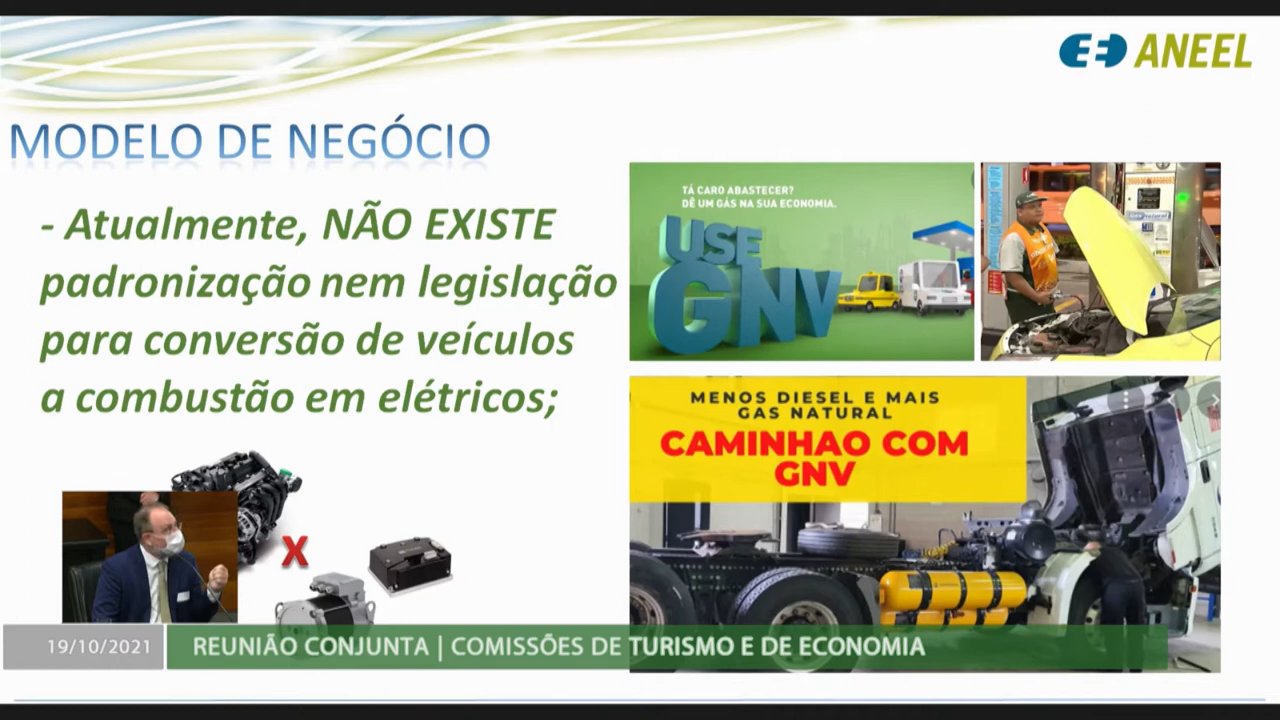 ANEEL
MODELO DE NEGÓCIO
- Atualmente, NÃO EXISTE
padronização nem legislação
para conversão de veículos
a combustão em elétricos;
TÁ CARO ABASTECER?
DÊ UM GÁS NA SUA ECONOMIA.
USE
GNV
MENOS DIESEL E MAIS
GAS NATURAL
CAMINHAO COM
GNV
X
19/10/2021
REUNIÃO CONJUNTA | COMISSÕES DE TURISMO E DE ECONOMIA